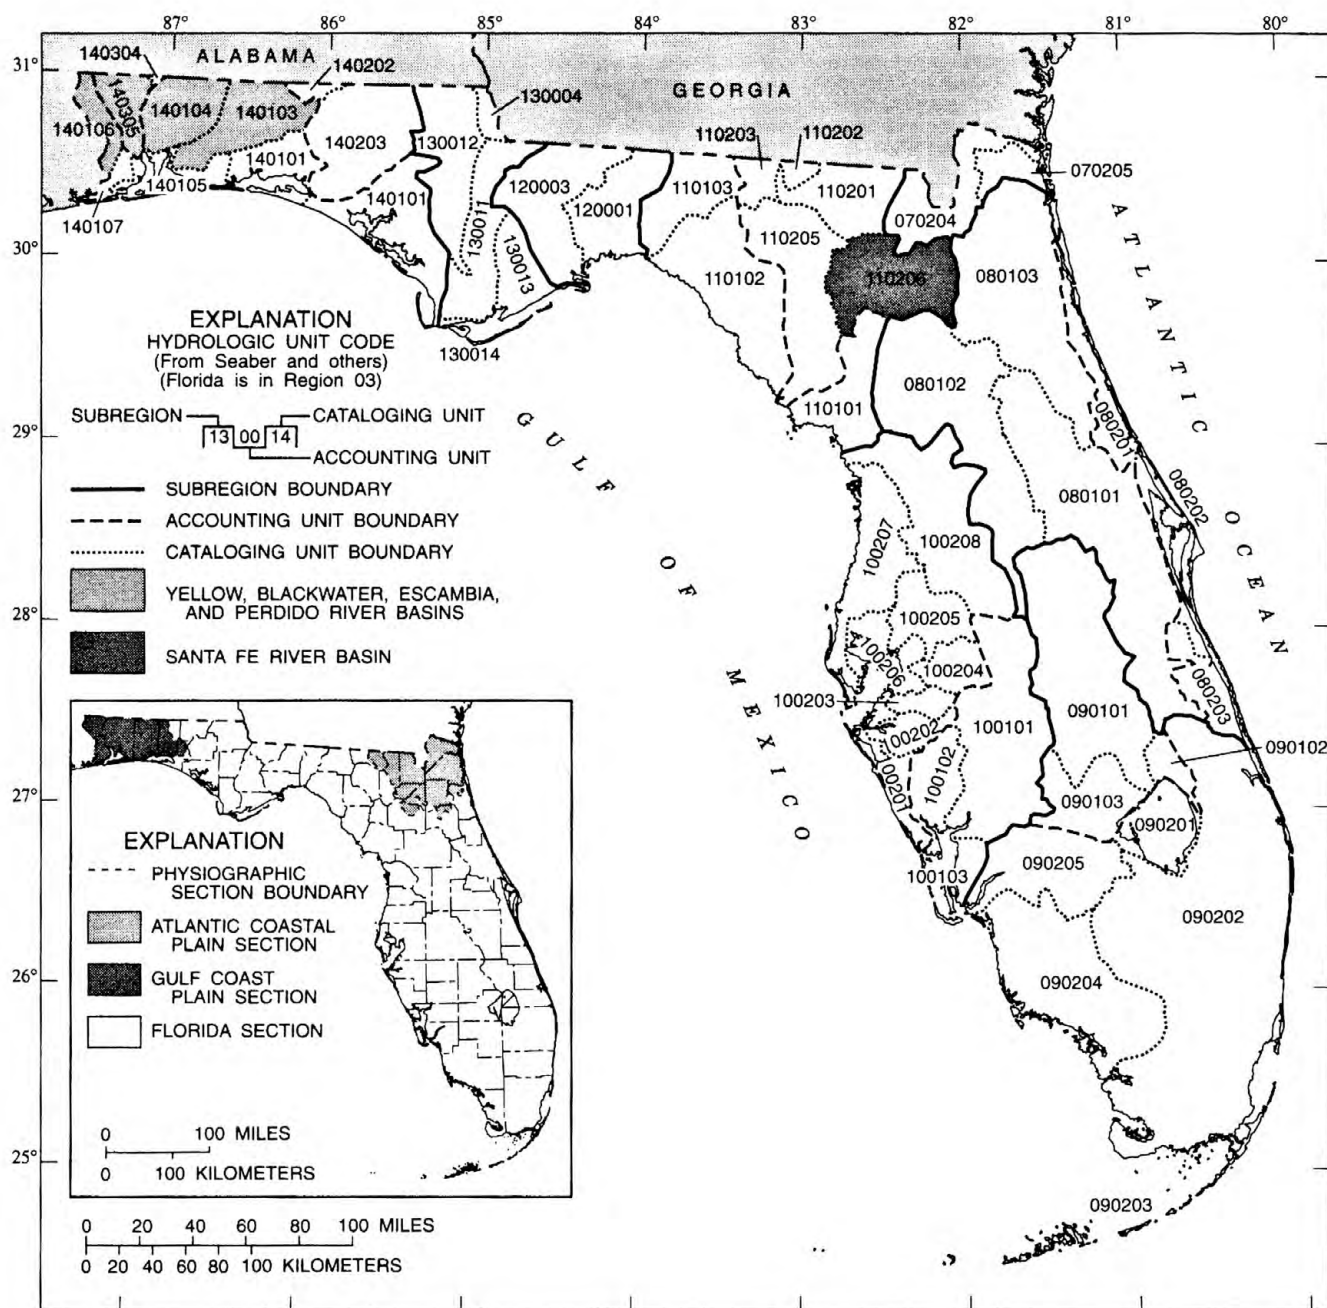 87° 86° 85° 84° 83° 82° 81° 80°
31°
30°
29°
28°
27°
26°
25°
ALABAMA
GEORGIA
140304
140202
130004
140305
140104
140103
140106
140203
130012
110203
110202
140101
140105
140107
140101
120003
120001
110103
110201
070205
070204
130011
130013
110205
110102
110206
080103
130014
080102
110101
080201
080101
080202
100207
100208
100205
100206
100204
100203
100202
100101
090101
080203
090102
100201
100102
090103
090201
100103
090205
090202
090204
090203
ATLANTIC OCEAN
GULF OF MEXICO
EXPLANATION
HYDROLOGIC UNIT CODE
(From Seaber and others)
(Florida is in Region 03)
SUBREGION CATALOGING UNIT
13 00 14
ACCOUNTING UNIT
SUBREGION BOUNDARY
ACCOUNTING UNIT BOUNDARY
CATALOGING UNIT BOUNDARY
YELLOW, BLACKWATER, ESCAMBIA,
AND PERDIDO RIVER BASINS
SANTA FE RIVER BASIN
EXPLANATION
PHYSIOGRAPHIC
SECTION BOUNDARY
ATLANTIC COASTAL
PLAIN SECTION
GULF COAST
PLAIN SECTION
FLORIDA SECTION
0 100 MILES
0 100 KILOMETERS
0 20 40 60 80 100 MILES
0 20 40 60 80 100 KILOMETERS